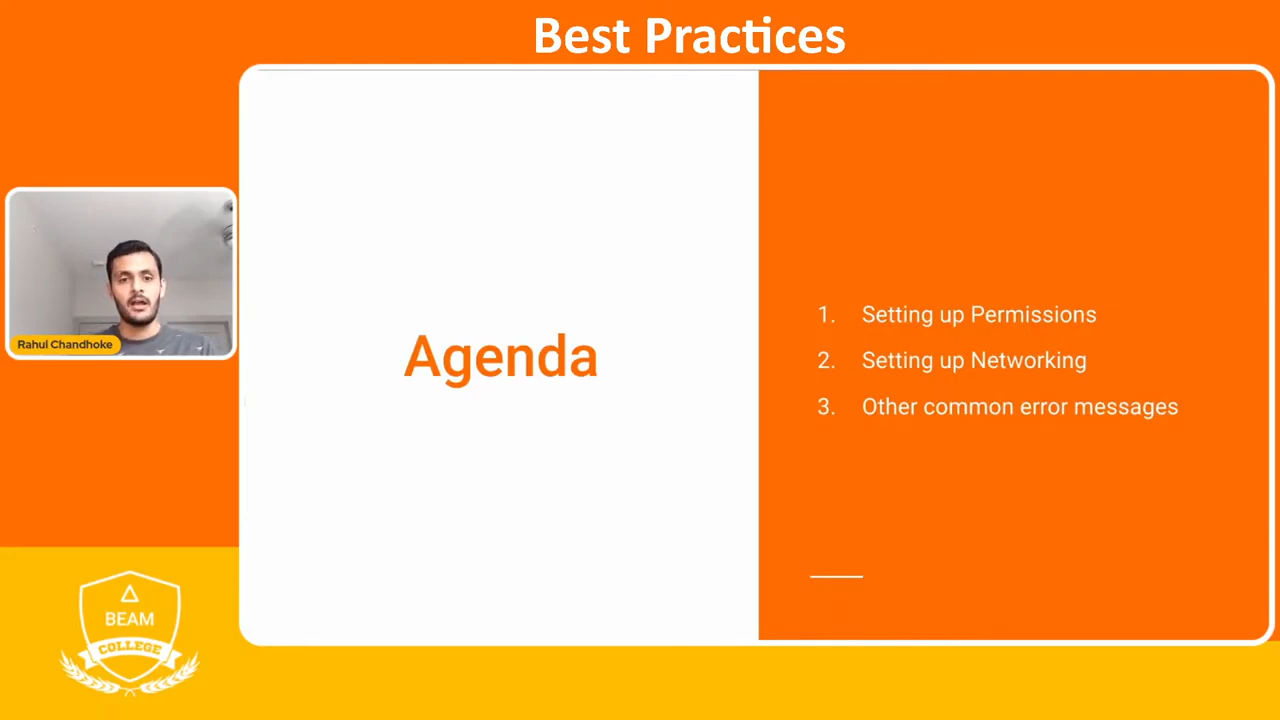 Best Practices
Agenda
1. Setting up Permissions
2. Setting up Networking
3. Other common error messages
Rahul Chandhoke
BEAM
COLLEGE